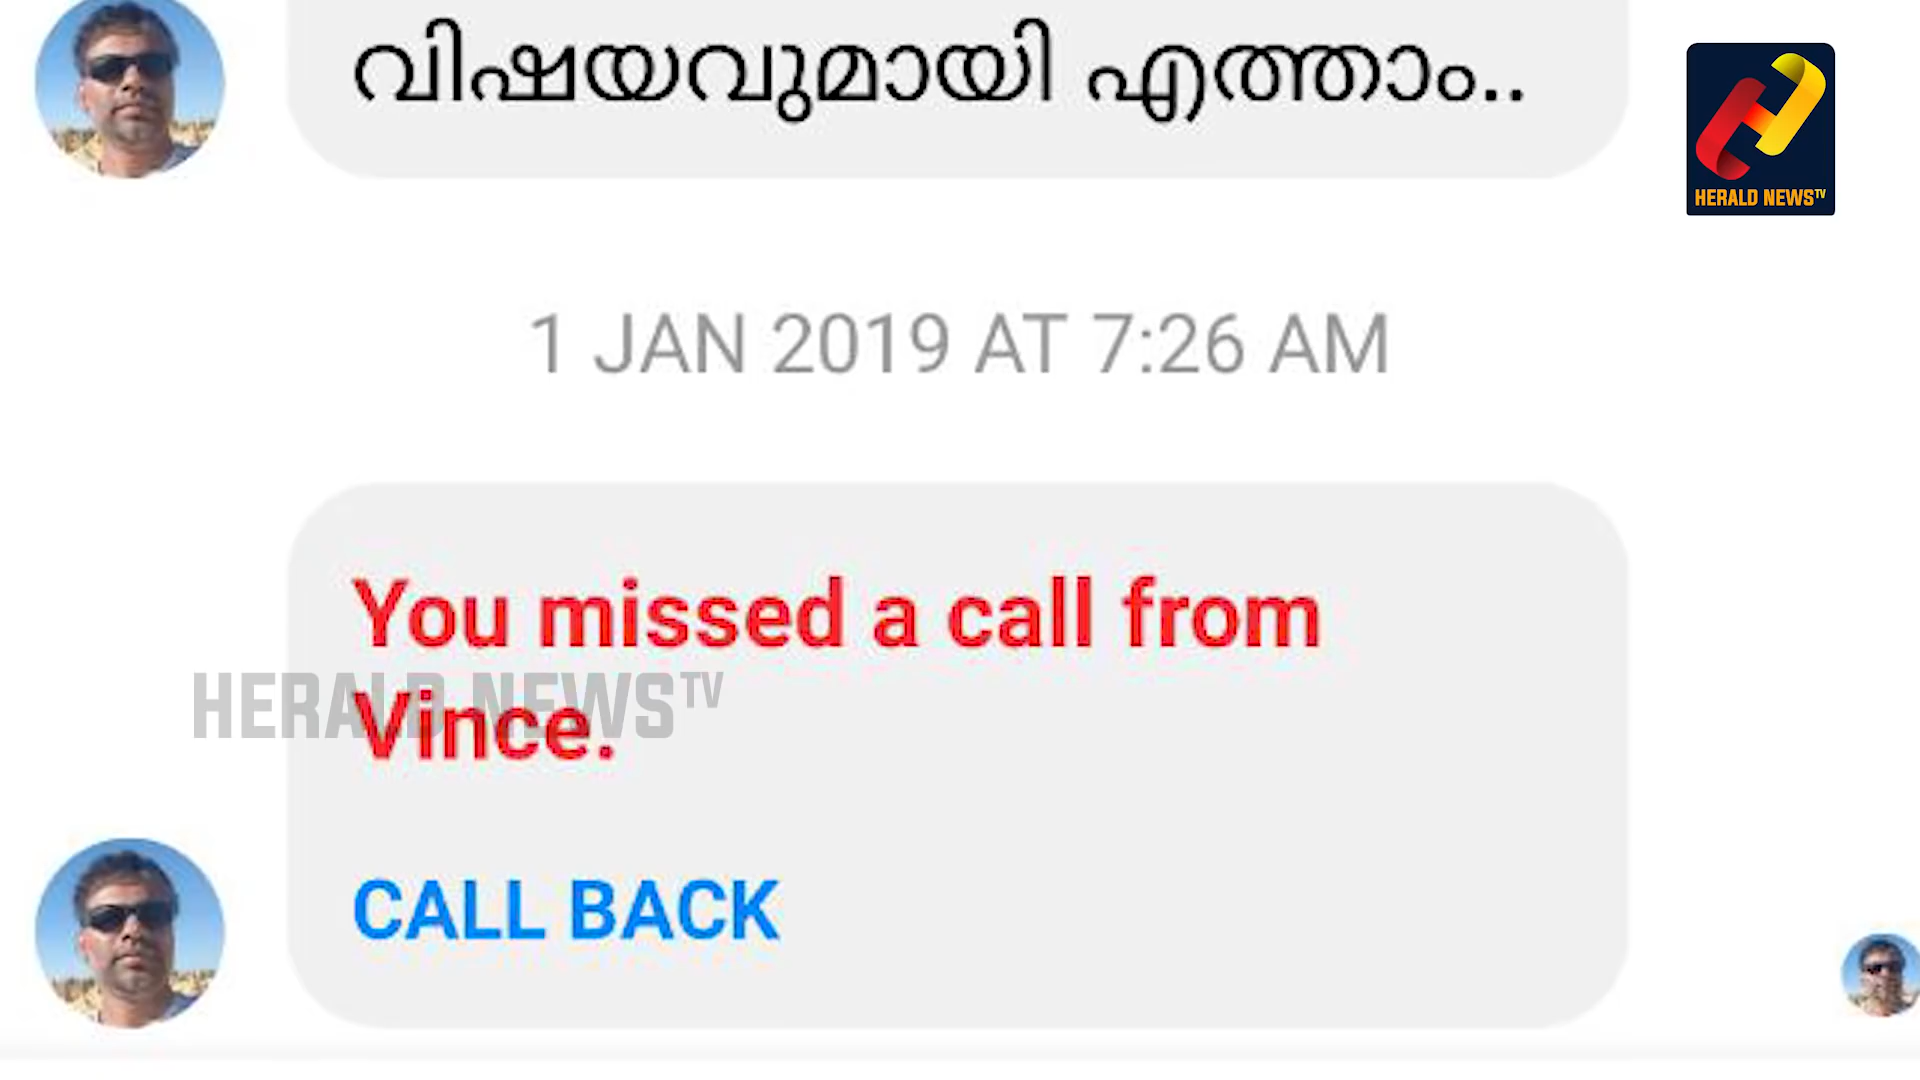 വിഷയവുമായി എത്താം..
HERALD NEWS TV
1 JAN 2019 AT 7:26 AM
You missed a call from
Vince.
HERALD NEWS TV
CALL BACK